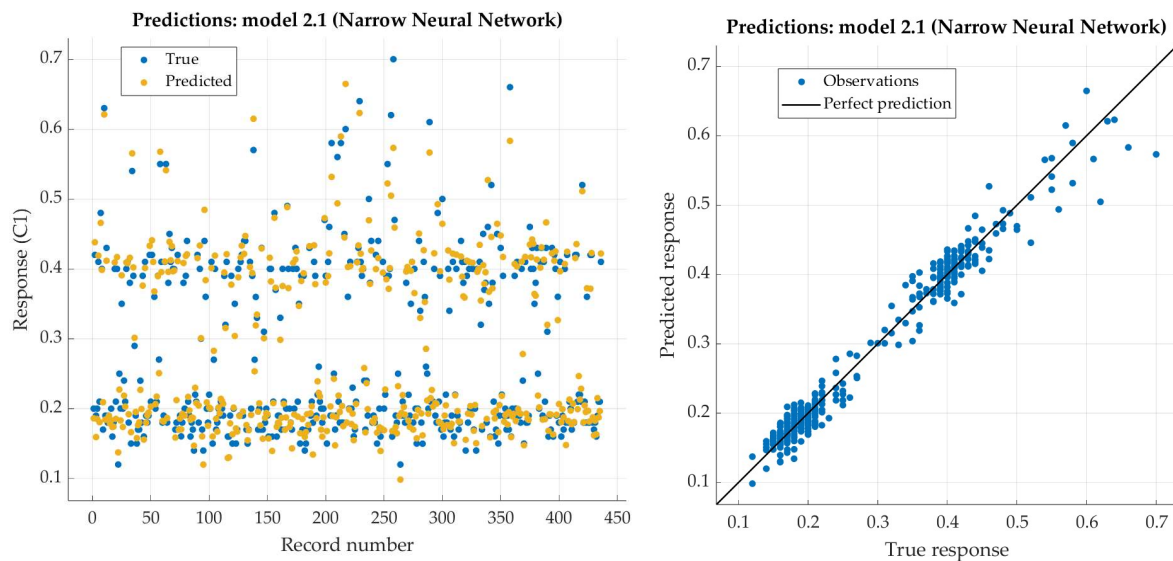 Predictions: model 2.1 (Narrow Neural Network)
True
Predicted
0.7
0.6
0.5
0.4
0.3
0.2
0.1
Response (C1)
0 50 100 150 200 250 300 350 400 450
Record number
Predictions: model 2.1 (Narrow Neural Network)
Observations
Perfect prediction
0.7
0.6
0.5
0.4
0.3
0.2
0.1
Predicted response
0.1 0.2 0.3 0.4 0.5 0.6 0.7
True response